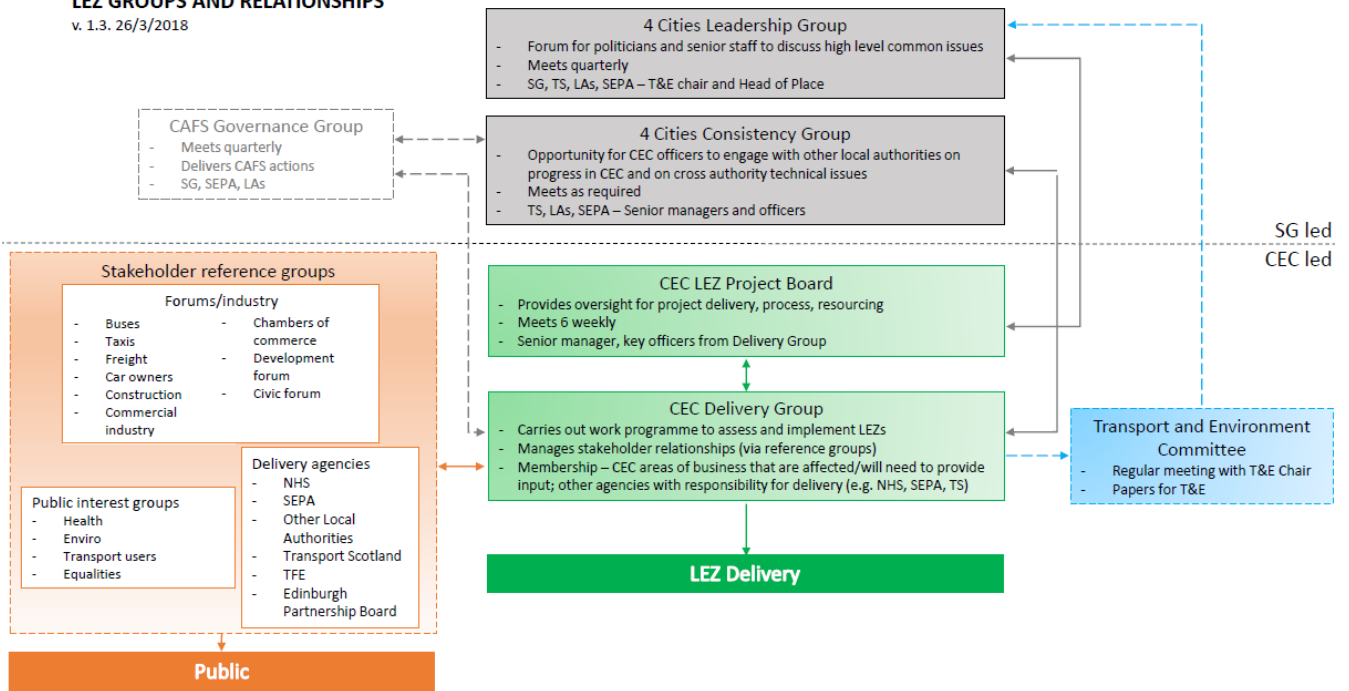 LEZ GROUPS AND RELATIONSHIPS
v. 1.3. 26/3/2018
4 Cities Leadership Group
- Forum for politicians and senior staff to discuss high level common issues
- Meets quarterly
- SG, TS, LAs, SEPA – T&E chair and Head of Place
CAFS Governance Group
- Meets quarterly
- Delivers CAFS actions
- SG, SEPA, LAs
4 Cities Consistency Group
- Opportunity for CEC officers to engage with other local authorities on
progress in CEC and on cross authority technical issues
- Meets as required
- TS, LAs, SEPA – Senior managers and officers
SG led
CEC led
Stakeholder reference groups
Forums/industry
- Buses
- Taxis
- Freight
- Car owners
- Construction
- Commercial
industry
- Chambers of
commerce
- Development
forum
- Civic forum
Public interest groups
- Health
- Enviro
- Transport users
- Equalities
Delivery agencies
- NHS
- SEPA
- Other Local
Authorities
- Transport Scotland
- TFE
- Edinburgh
Partnership Board
Public
CEC LEZ Project Board
- Provides oversight for project delivery, process, resourcing
- Meets 6 weekly
- Senior manager, key officers from Delivery Group
CEC Delivery Group
- Carries out work programme to assess and implement LEZs
- Manages stakeholder relationships (via reference groups)
- Membership – CEC areas of business that are affected/will need to provide
input; other agencies with responsibility for delivery (e.g. NHS, SEPA, TS)
LEZ Delivery
Transport and Environment
Committee
- Regular meeting with T&E Chair
- Papers for T&E